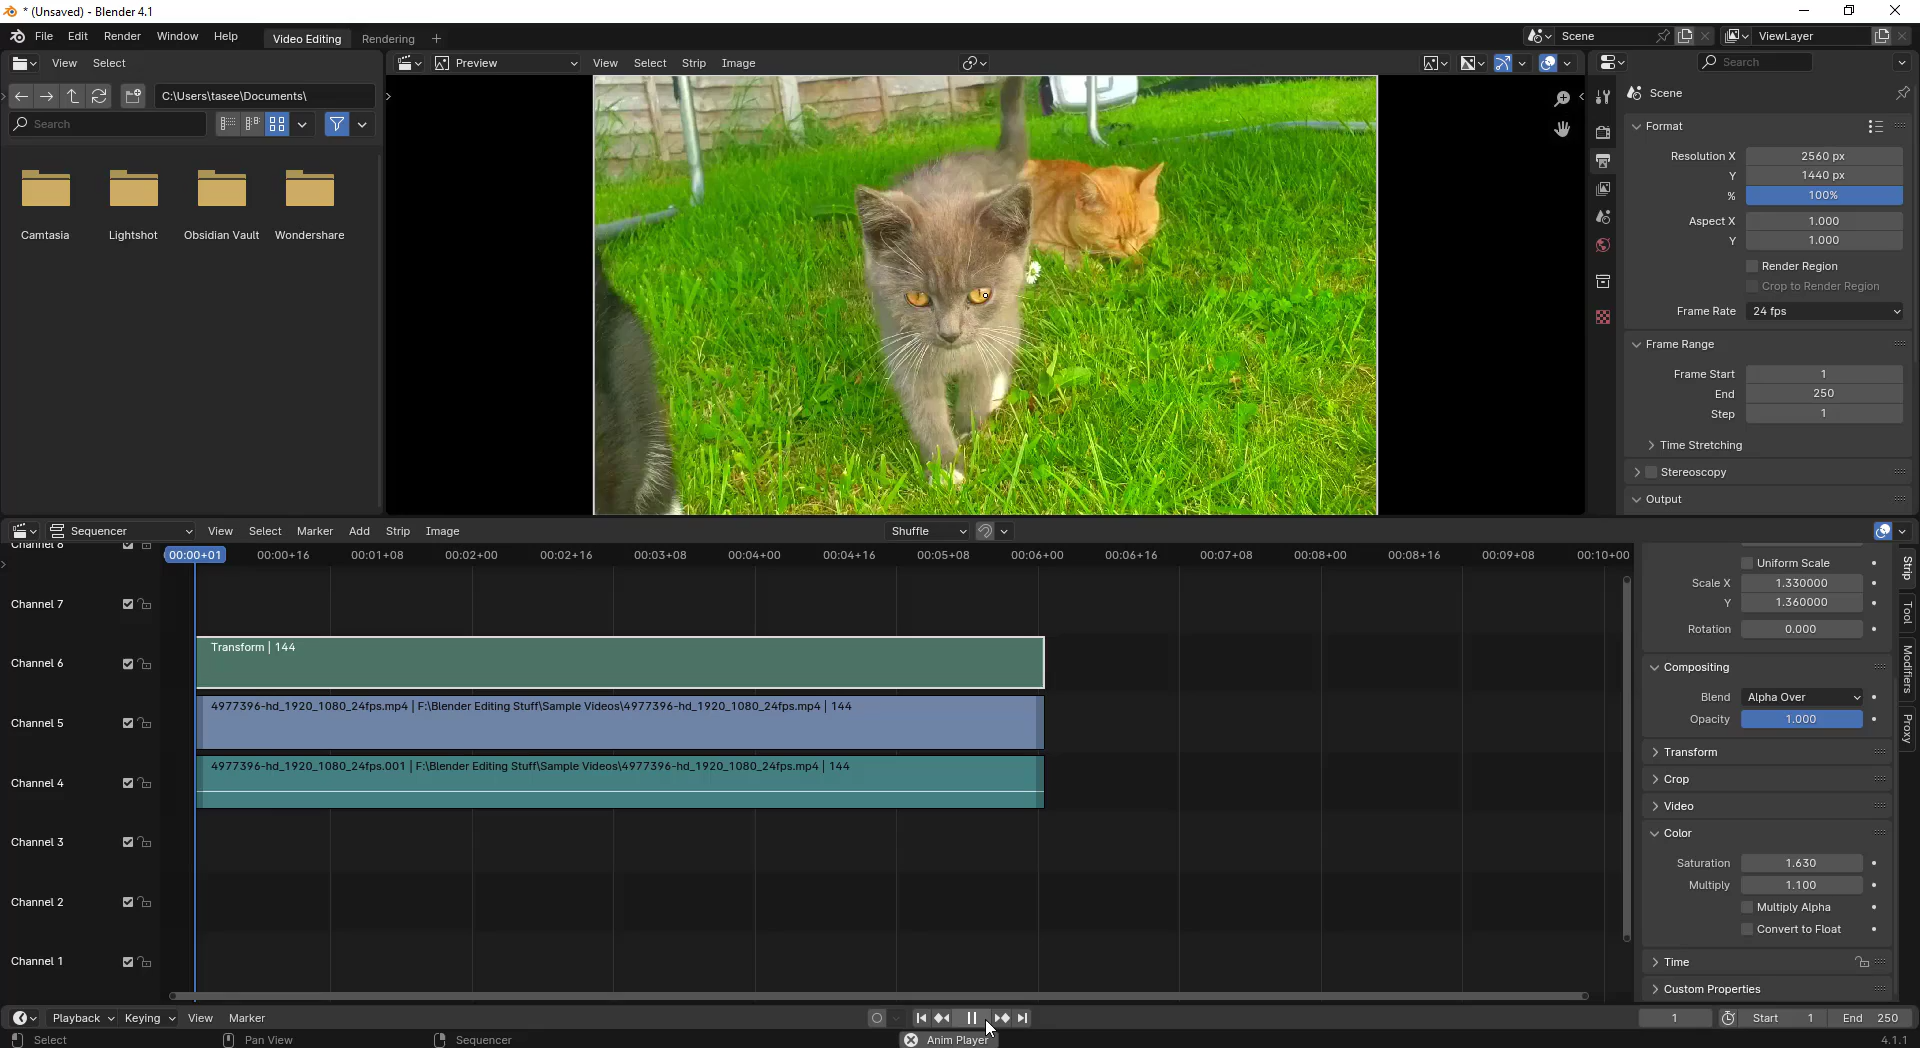 * (Unsaved) - Blender 4.1
File Edit Render Window Help Video Editing Rendering + Scene ViewLayer
View Select Preview View Select Strip Image Search
C:\Users\tasee\Documents\ Scene
Search Format
Resolution X 2560 px
Y 1440 px
% 100%
Aspect X 1.000
Y 1.000
Camtasia Lightshot Obsidian Vault Wondershare
Render Region
Crop to Render Region
Frame Rate 24 fps
Frame Range
Frame Start 1
End 250
Step 1
Time Stretching
Stereoscopy
Output
Sequencer View Select Marker Add Strip Image Shuffle
Channel 8 00:00+01 00:00+16 00:01+08 00:02+00 00:02+16 00:03+08 00:04+00 00:04+16 00:05+08 00:06+00 00:06+16 00:07+08 00:08+00 00:08+16 00:09+08 00:10+00
Uniform Scale
Scale X 1.330000
Y 1.360000
Rotation 0.000
Strip
Tool
Modifiers
Proxy
Channel 7
Transform | 144
Channel 6
4977396-hd_1920_1080_24fps.mp4 | F:\Blender Editing Stuff\Sample Videos\4977396-hd_1920_1080_24fps.mp4 | 144
Channel 5
4977396-hd_1920_1080_24fps.001 | F:\Blender Editing Stuff\Sample Videos\4977396-hd_1920_1080_24fps.mp4 | 144
Channel 4
Channel 3
Channel 2
Channel 1
Compositing
Blend Alpha Over
Opacity 1.000
Transform
Crop
Video
Color
Saturation 1.630
Multiply 1.100
Multiply Alpha
Convert to Float
Time
Custom Properties
Playback Keying View Marker 1 Start 1 End 250
Select Pan View Sequencer Anim Player 4.1.1